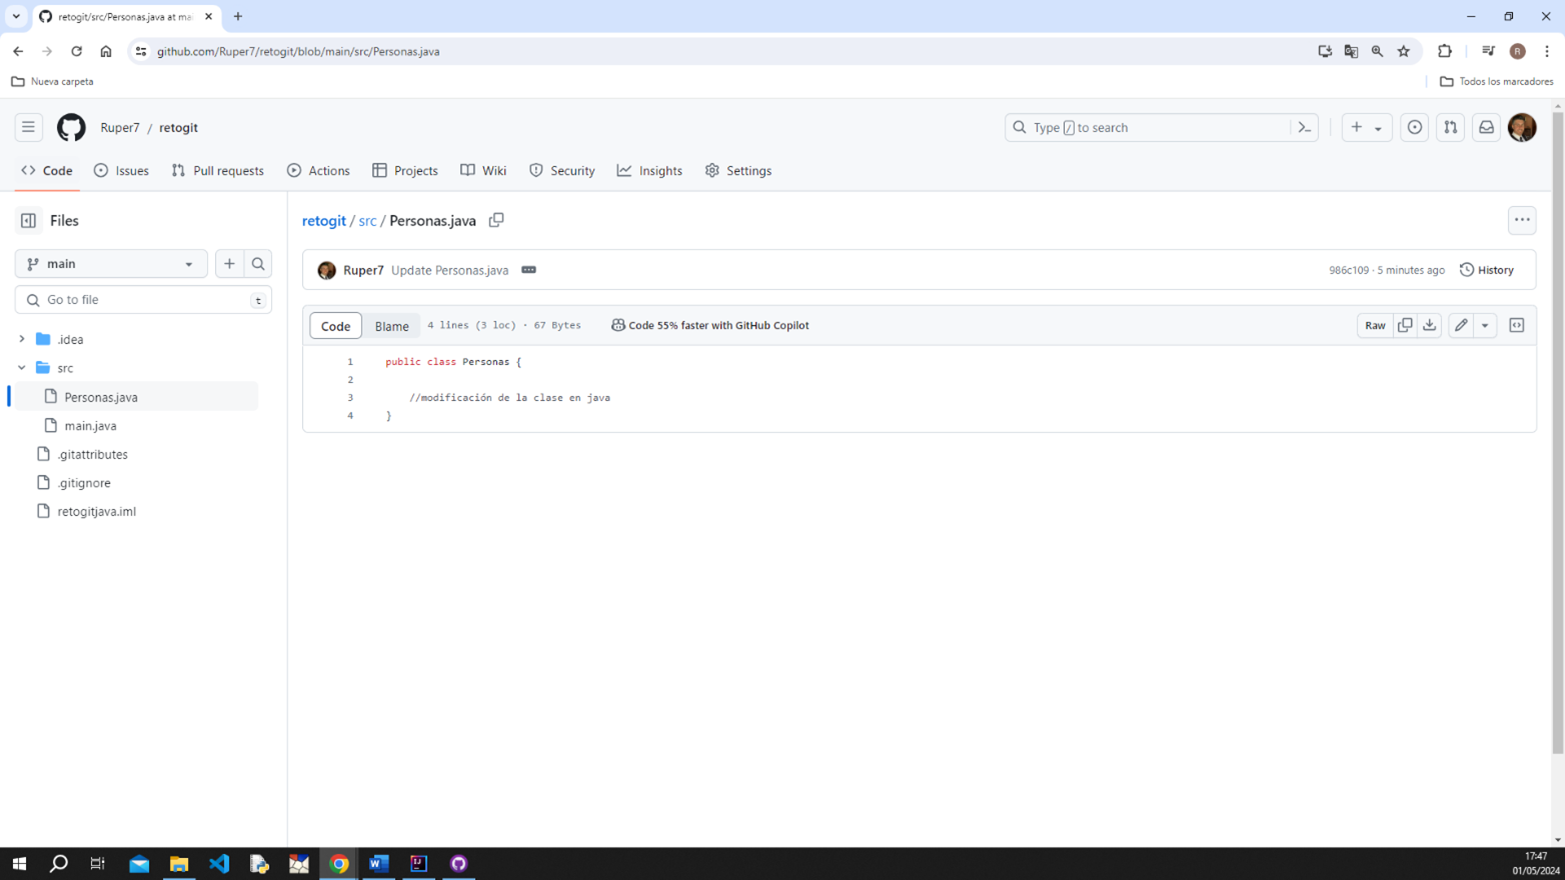 retogit/src/Personas.java at mai
github.com/Ruper7/retogit/blob/main/src/Personas.java
R
Nueva carpeta
Todos los marcadores
Ruper7 / retogit
Type / to search
Code
Issues
Pull requests
Actions
Projects
Wiki
Security
Insights
Settings
Files
retogit / src / Personas.java
main
Ruper7 Update Personas.java
986c109 · 5 minutes ago
History
Go to file
t
Code
Blame
4 lines (3 loc) · 67 Bytes
Code 55% faster with GitHub Copilot
Raw
.idea
src
Personas.java
main.java
.gitattributes
.gitignore
retogitjava.iml
1 public class Personas {
2
3 //modificación de la clase en java
4 }
17:47
01/05/2024